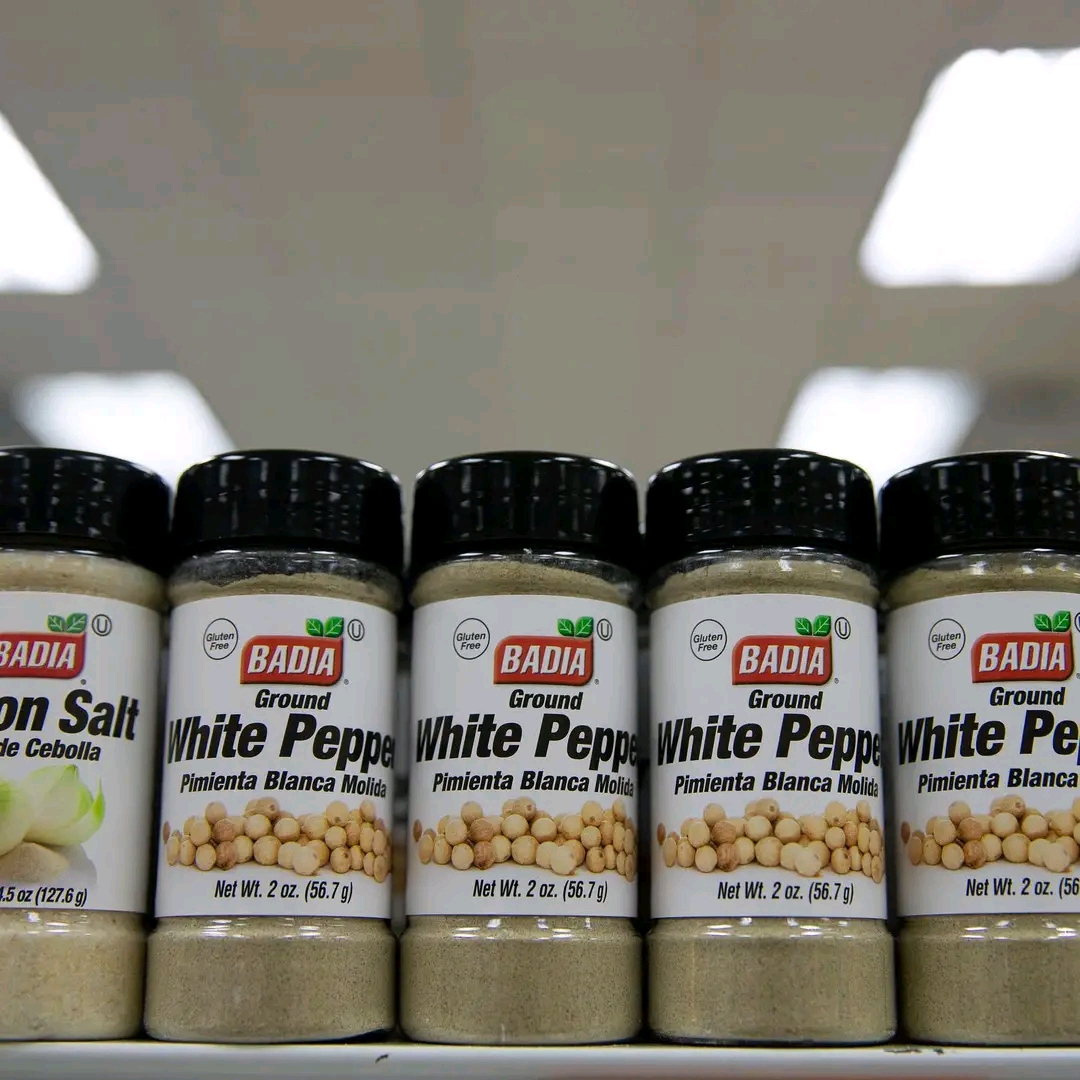 U
BADIA
on Salt
de Cebolla
4.5 oz (127.6 g)
Gluten
Free
U
BADIA
Ground
White Pepper
Pimienta Blanca Molida
Net Wt. 2 oz. (56.7 g)
Gluten
Free
U
BADIA
Ground
White Peppe
Pimienta Blanca Molida
Net Wt. 2 oz. (56.7 g)
Gluten
Free
U
BADIA
Ground
White Peppe
Pimienta Blanca Molida
Net Wt. 2 oz. (56.7 g)
Gluten
Free
BADIA
Ground
White Pe
Pimienta Blanca
Net Wt. 2 oz. (56